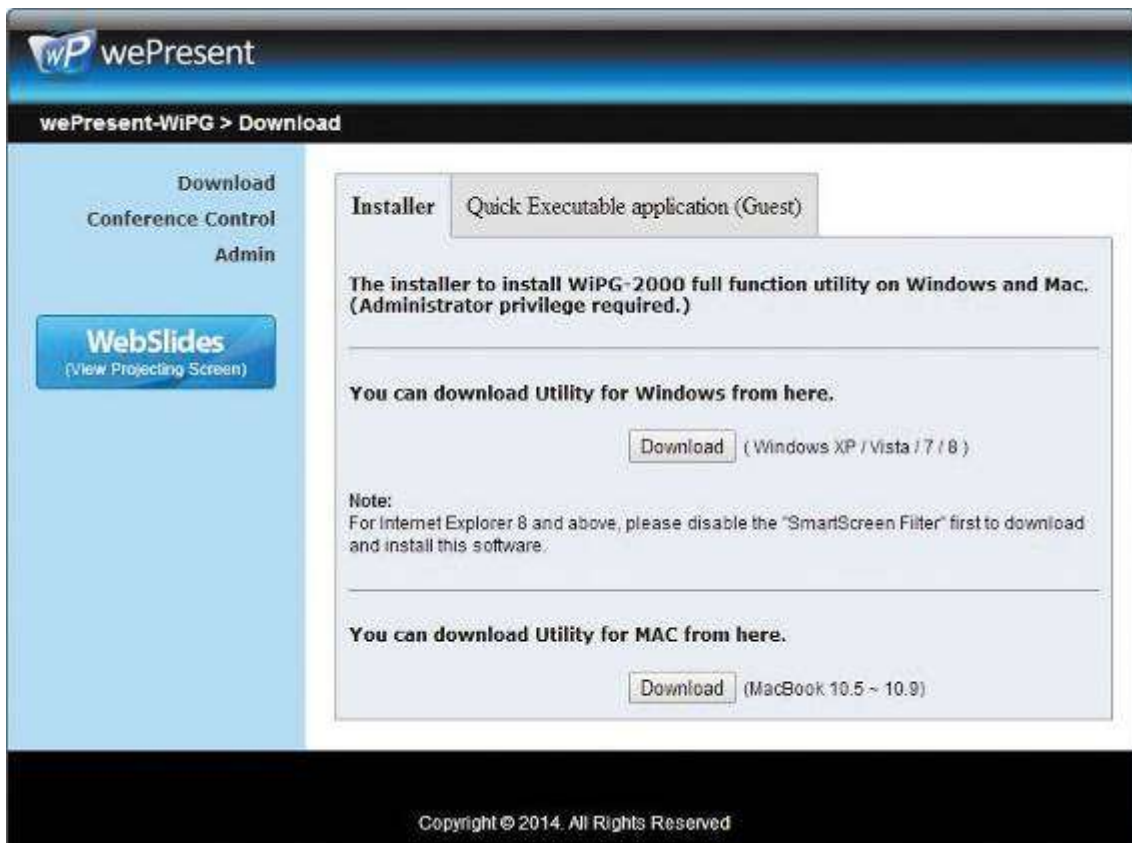 wP wePresent
wePresent-WiPG > Download
Download
Conference Control
Admin
WebSlides
(View Projecting Screen)
Installer
Quick Executable application (Guest)
The installer to install WiPG-2000 full function utility on Windows and Mac.
(Administrator privilege required.)
You can download Utility for Windows from here.
Download ( Windows XP / Vista / 7 / 8 )
Note:
For Internet Explorer 8 and above, please disable the "SmartScreen Filter" first to download
and install this software.
You can download Utility for MAC from here.
Download (MacBook 10.5 ~ 10.9)
Copyright © 2014. All Rights Reserved